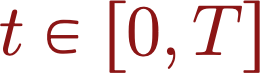 t ∈ [0, T]